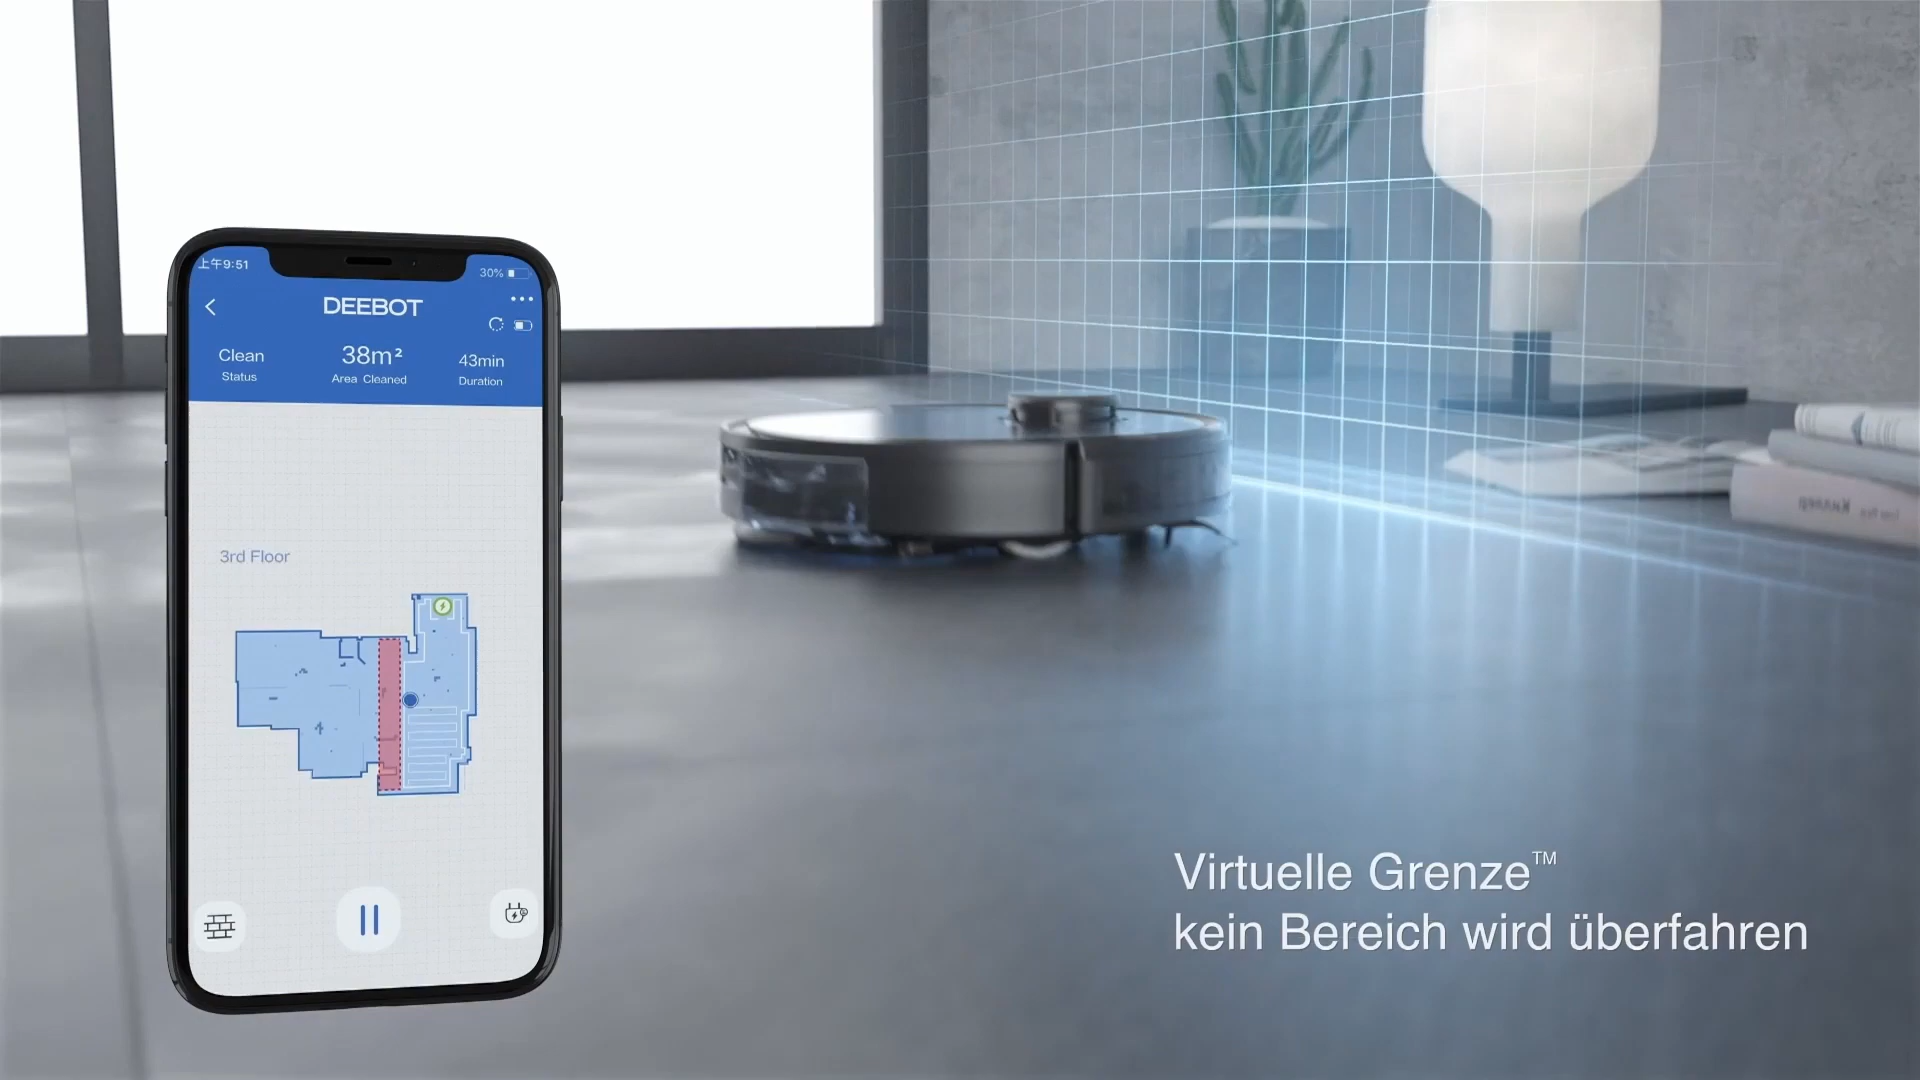 上午9:51
30%
DEEBOT
Clean
38m²
43min
Status
Area Cleaned
Duration
3rd Floor
Virtuelle Grenze™
kein Bereich wird überfahren